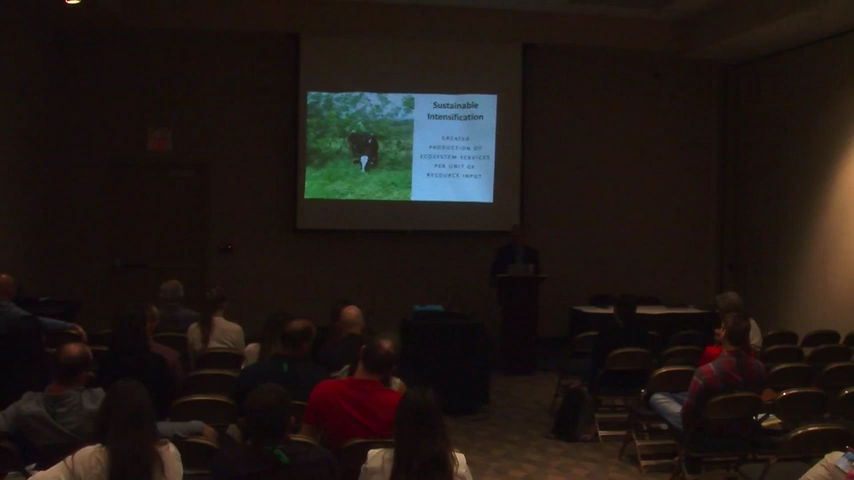 Sustainable
Intensification
GREATER
PRODUCTION OF
ECOSYSTEM SERVICES
PER UNIT OF
RESOURCE INPUT